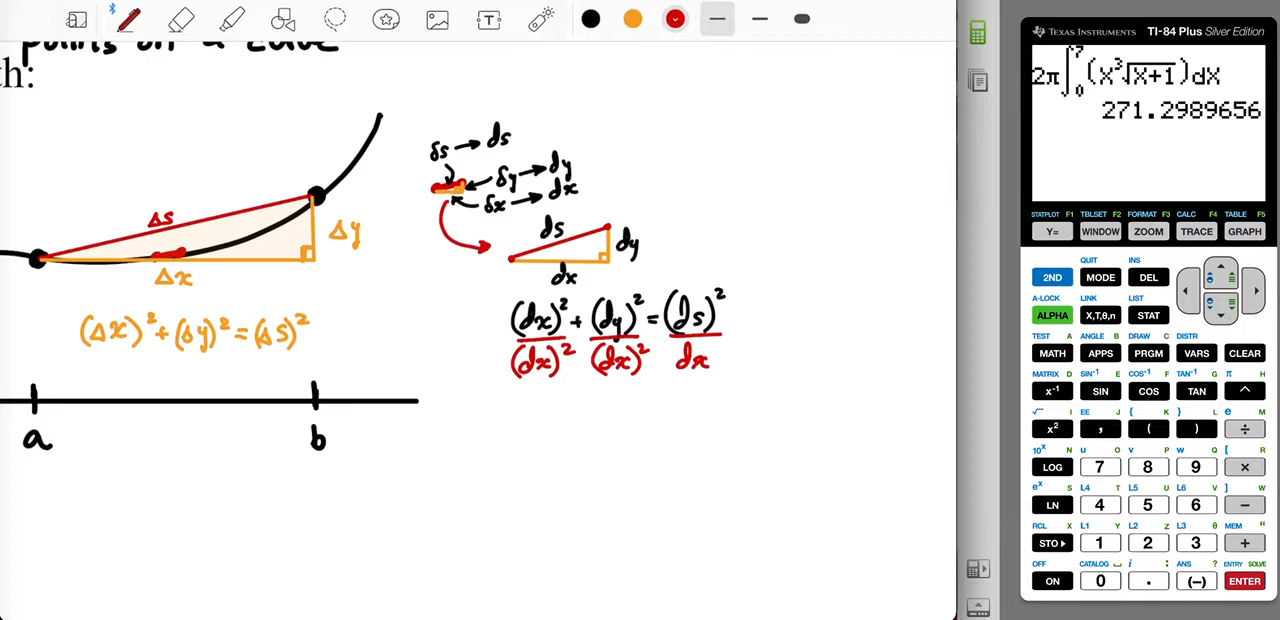 points on a curve
th:
Δs
Δy
Δx
(Δx)² + (Δy)² = (Δs)²
a
b
δs → ds
δy → dy
δx → dx
ds
dy
dx
(dx)² + (dy)² = (ds)²
(dx)² (dx)² dx
T
TEXAS INSTRUMENTS TI-84 Plus Silver Edition
2π∫₀⁷(X³√X+1)dX
271.2989656
STATPLOT F1 TBLSET F2 FORMAT F3 CALC F4 TABLE F5
Y= WINDOW ZOOM TRACE GRAPH
QUIT INS
2ND MODE DEL
A-LOCK LINK LIST
ALPHA X,T,θ,n STAT
TEST A ANGLE B DRAW C DISTR
MATH APPS PRGM VARS CLEAR
MATRIX D SIN⁻¹ E COS⁻¹ F TAN⁻¹ G π H
x⁻¹ SIN COS TAN ^
√ I EE J { K } L e M
x² , ( ) ÷
10ˣ N u O v P w Q [ R
LOG 7 8 9 ×
eˣ S L4 T L5 U L6 V ] W
LN 4 5 6 −
RCL X L1 Y L2 Z L3 θ MEM “
STO▸ 1 2 3 +
OFF CATALOG ⎵ i : ANS ? ENTRY SOLVE
ON 0 . (−) ENTER